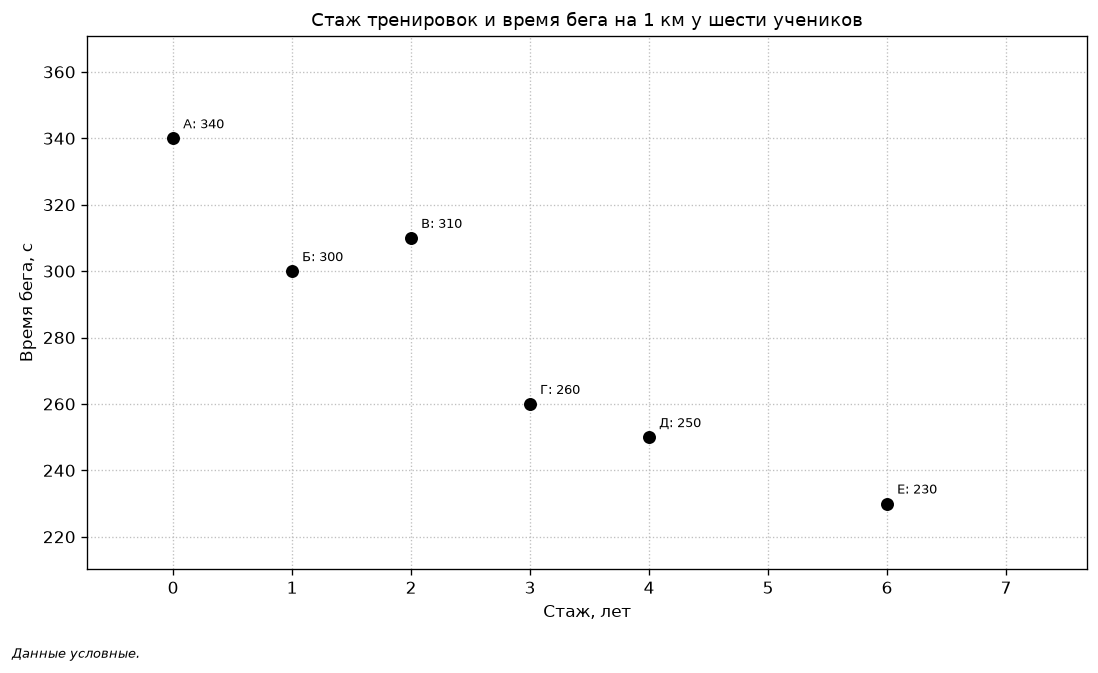 Стаж тренировок и время бега на 1 км у шести учеников
Время бега, с
360
340
320
300
280
260
240
220
А: 340
Б: 300
В: 310
Г: 260
Д: 250
Е: 230
0 1 2 3 4 5 6 7
Стаж, лет
Данные условные.